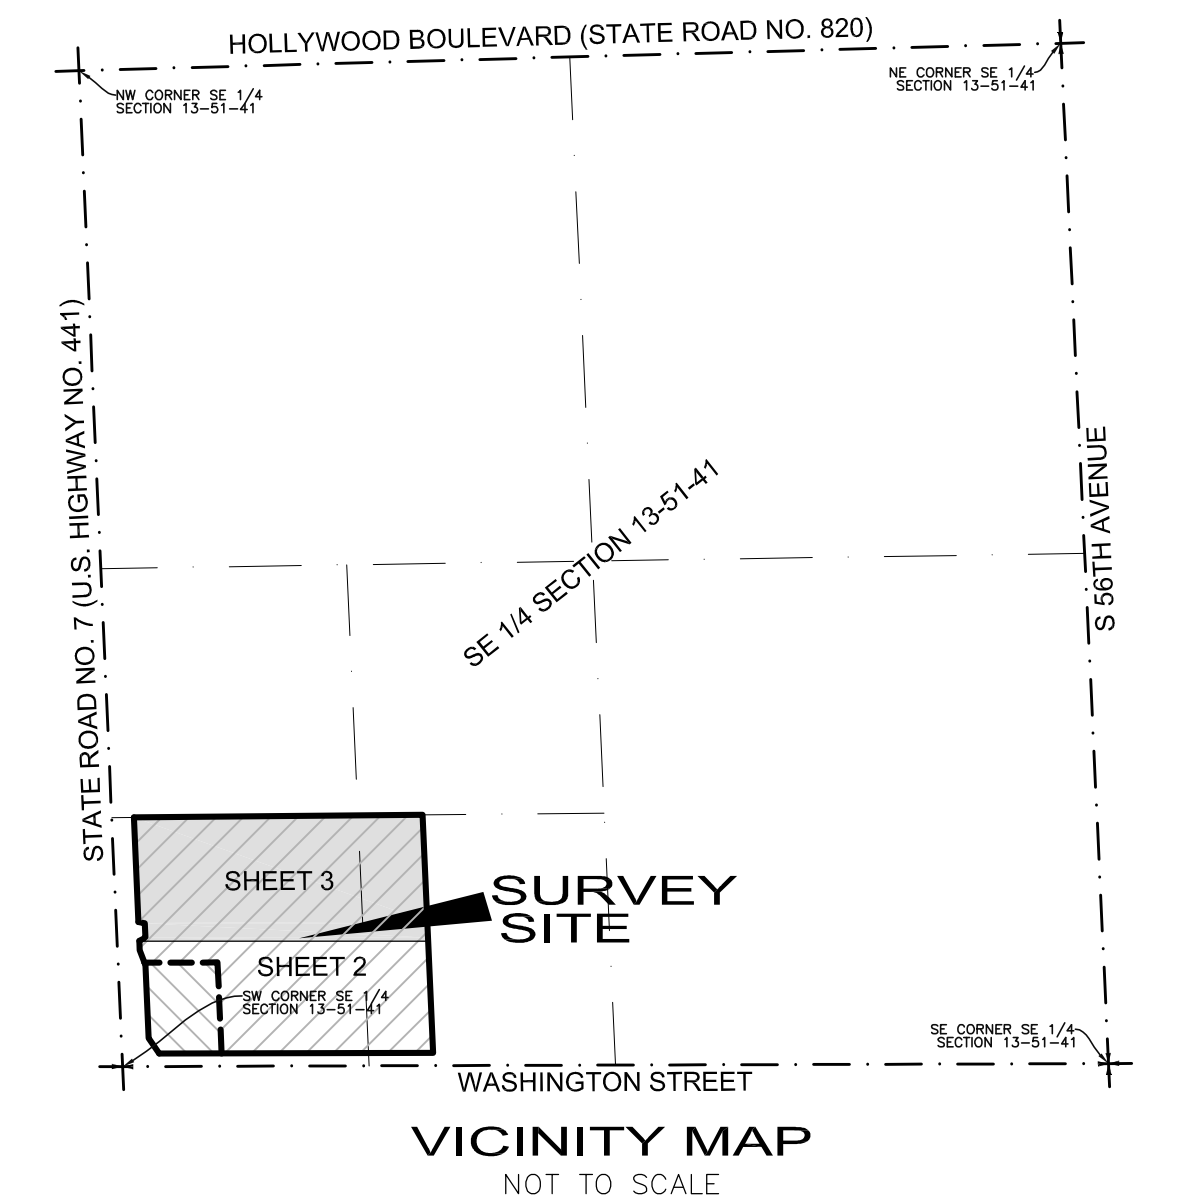 HOLLYWOOD BOULEVARD (STATE ROAD NO. 820)
NW CORNER SE 1/4
SECTION 13-51-41
NE CORNER SE 1/4
SECTION 13-51-41
STATE ROAD NO. 7 (U.S. HIGHWAY NO. 441)
SE 1/4 SECTION 13-51-41
S 56TH AVENUE
SHEET 3
SURVEY
SITE
SHEET 2
SW CORNER SE 1/4
SECTION 13-51-41
SE CORNER SE 1/4
SECTION 13-51-41
WASHINGTON STREET
VICINITY MAP
NOT TO SCALE